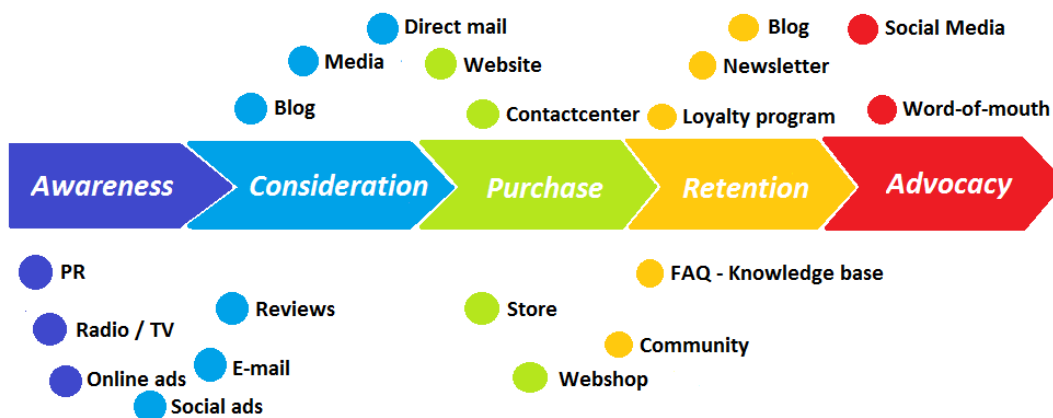 Direct mail
Blog
Social Media
Media
Website
Newsletter
Blog
Contactcenter
Loyalty program
Word-of-mouth
Awareness
Consideration
Purchase
Retention
Advocacy
PR
FAQ - Knowledge base
Reviews
Store
Radio / TV
Community
E-mail
Online ads
Webshop
Social ads